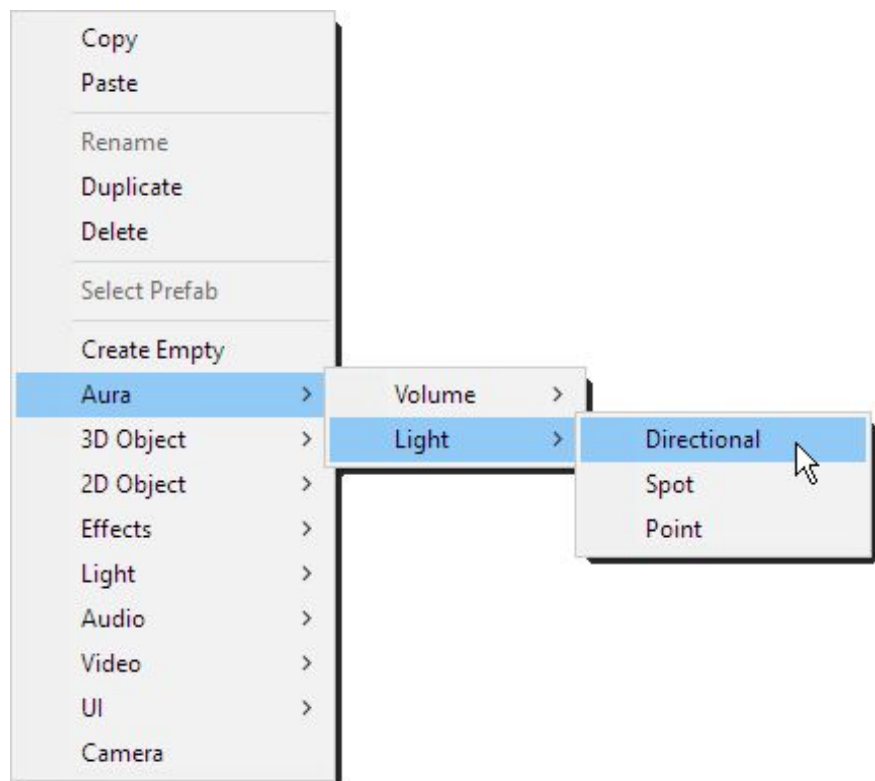 Copy
Paste
Rename
Duplicate
Delete
Select Prefab
Create Empty
Aura
3D Object
2D Object
Effects
Light
Audio
Video
UI
Camera
Volume
Light
Directional
Spot
Point